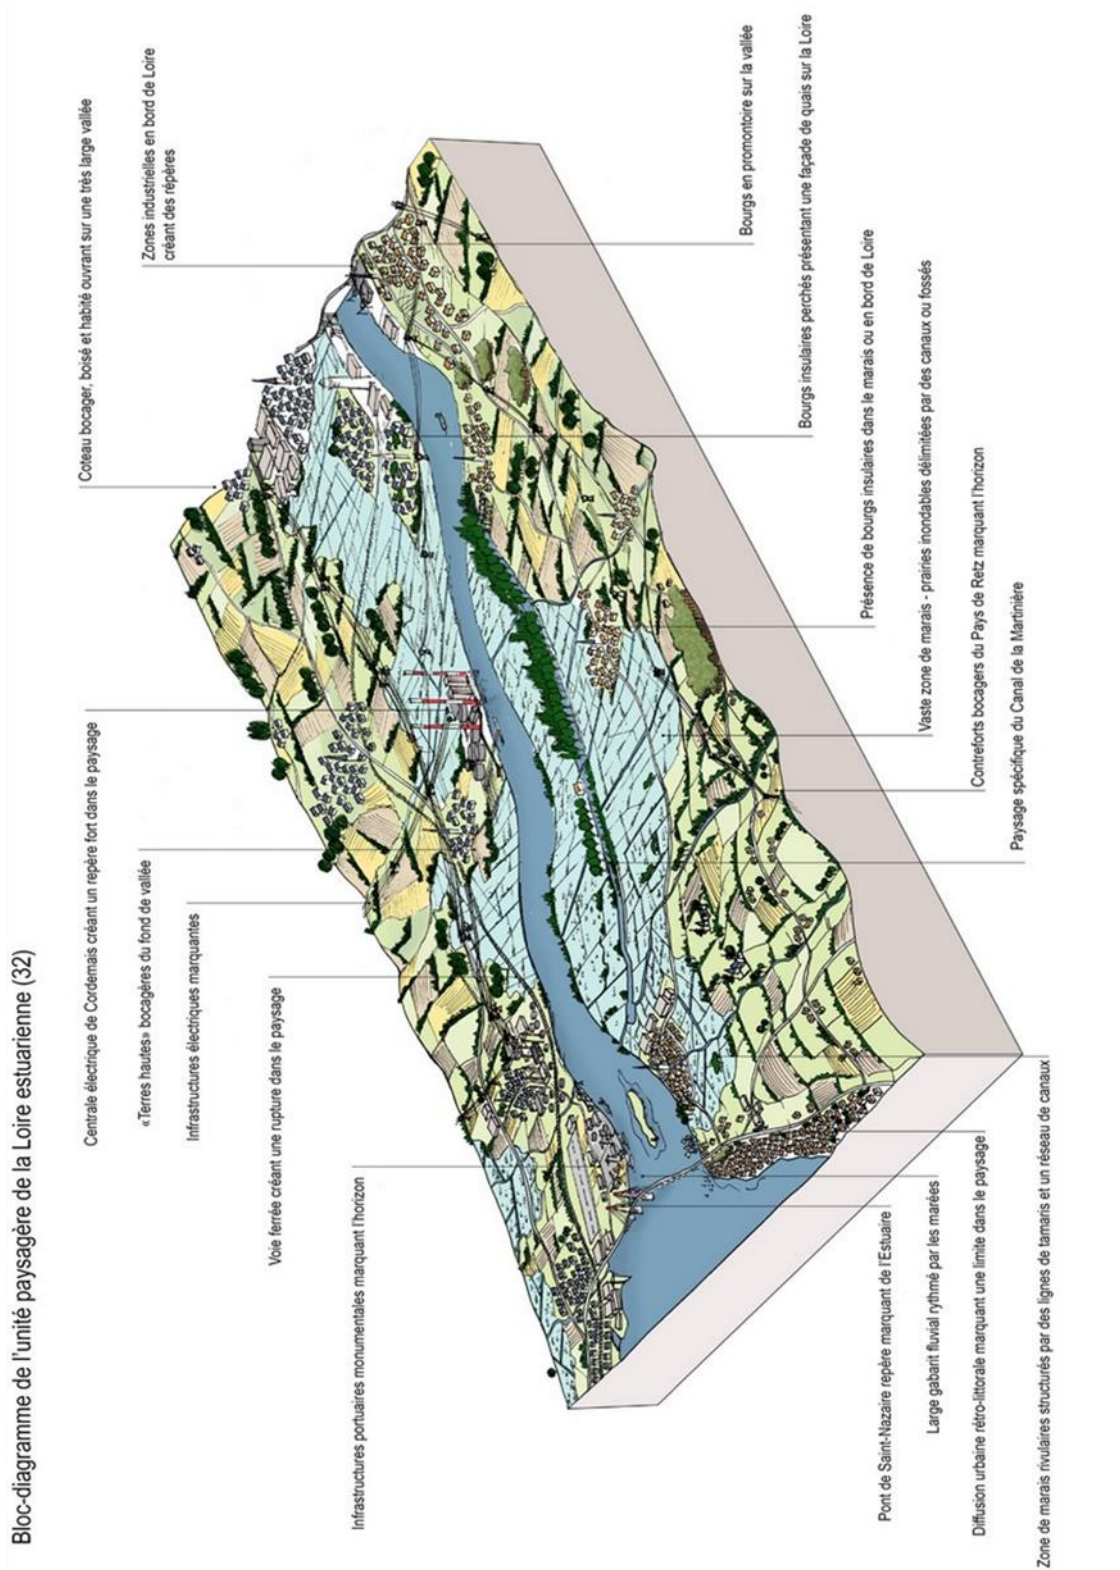 Bloc-diagramme de l'unité paysagère de la Loire estuarienne (32)
Centrale électrique de Cordemais créant un repère fort dans le paysage
Coteau bocager, boisé et habité ouvrant sur une très large vallée
«Terres hautes» bocagères du fond de vallée
Zones industrielles en bord de Loire
créant des répères
Infrastructures électriques marquantes
Voie ferrée créant une rupture dans le paysage
Infrastructures portuaires monumentales marquant l'horizon
Bourgs en promontoire sur la vallée
Bourgs insulaires perchés présentant une façade de quais sur la Loire
Présence de bourgs insulaires dans le marais ou en bord de Loire
Pont de Saint-Nazaire repère marquant de l'Estuaire
Vaste zone de marais - prairies inondables délimitées par des canaux ou fossés
Large gabarit fluvial rythmé par les marées
Contreforts bocagers du Pays de Retz marquant l'horizon
Diffusion urbaine rétro-littorale marquant une limite dans le paysage
Paysage spécifique du Canal de la Martinière
Zone de marais rivulaires structurés par des lignes de tamaris et un réseau de canaux